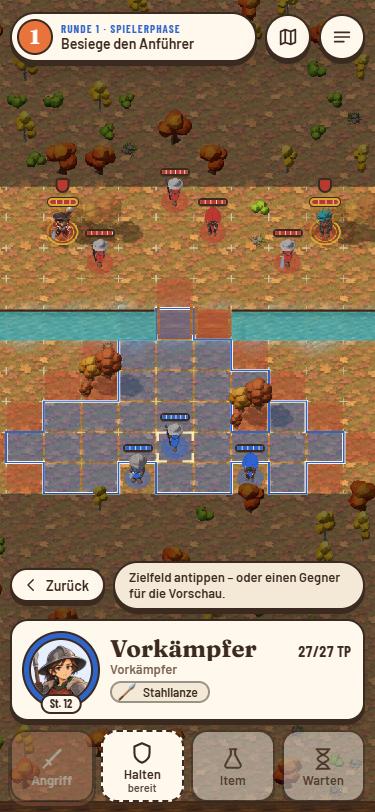 1
RUNDE 1 · SPIELERPHASE
Besiege den Anführer
Zurück
Zielfeld antippen – oder einen Gegner
für die Vorschau.
Vorkämpfer
27/27 TP
Vorkämpfer
Stahllanze
St. 12
Angriff
Halten
bereit
Item
Warten